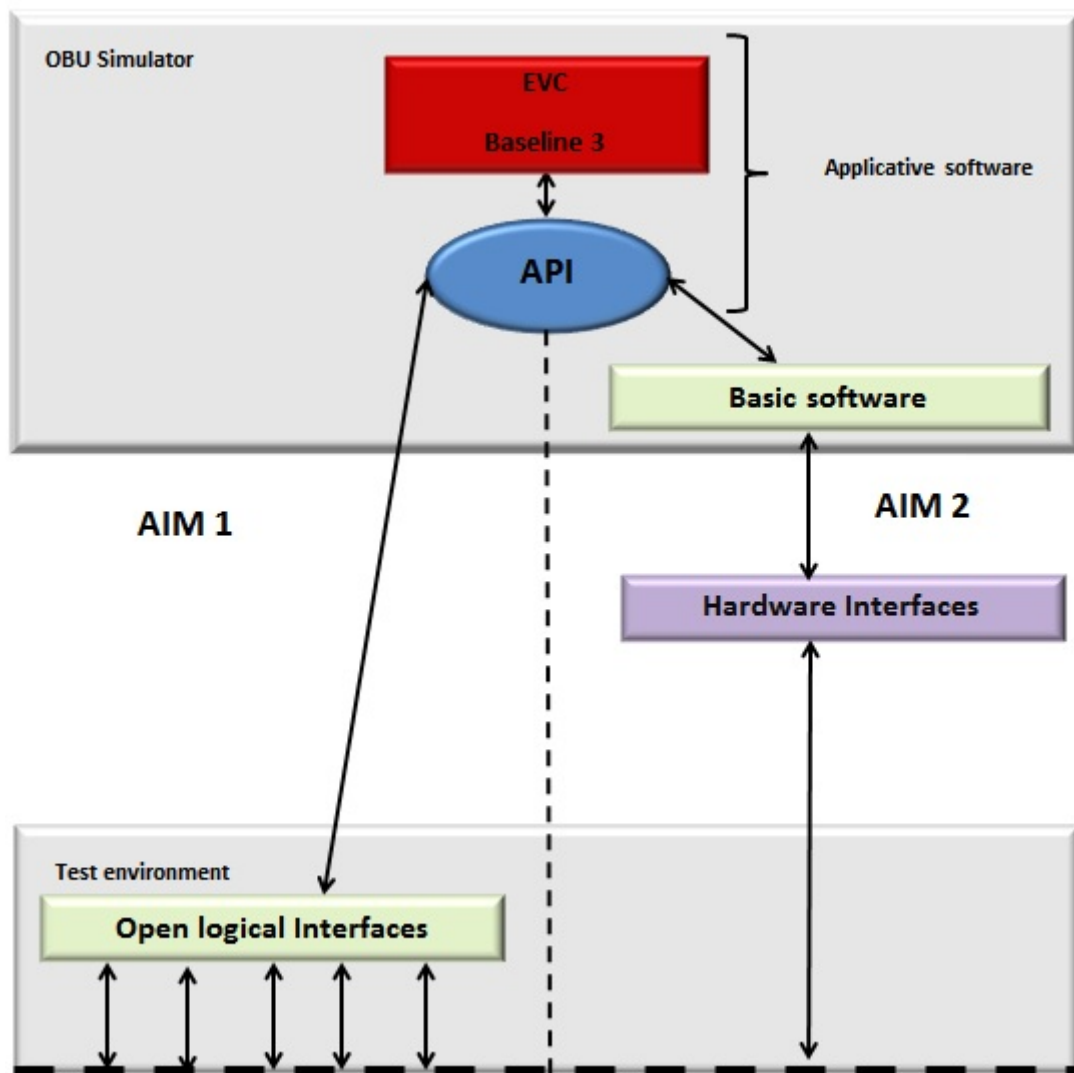 OBU Simulator
EVC
Baseline 3
Applicative software
API
Basic software
AIM 1
AIM 2
Hardware Interfaces
Test environment
Open logical Interfaces